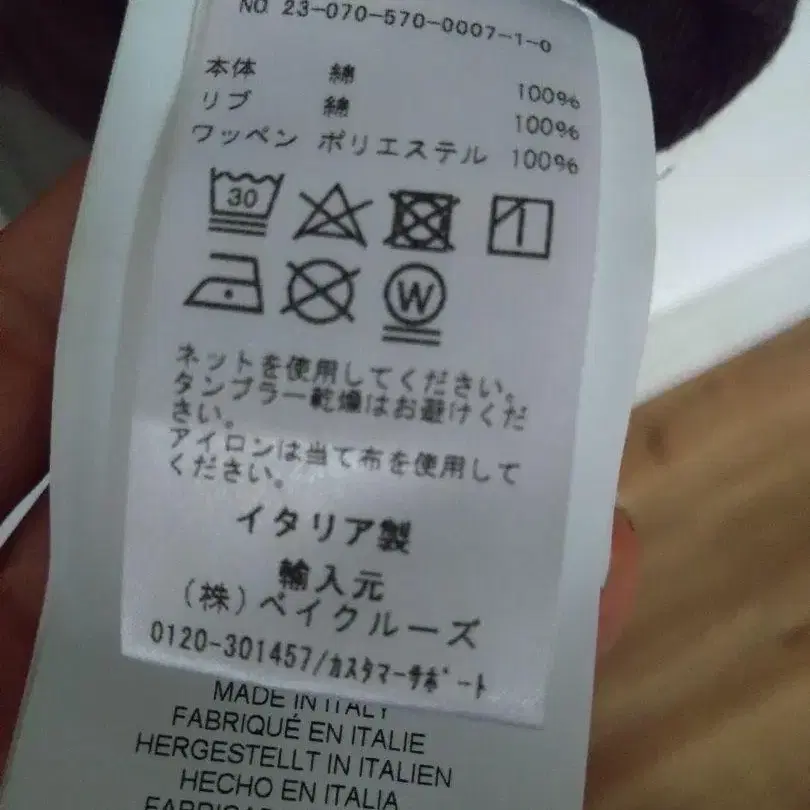 NO 23-070-570-0007-1-0
本体 綿 100%
リブ 綿 100%
ワッペン ポリエステル 100%
30
W
ネットを使用してください。
タンブラー乾燥はお避けくだ
さい。
アイロンは当て布を使用して
ください。
イタリア製
輸入元
(株)ベイクルーズ
0120-301457/カスタマーサポート
MADE IN ITALY
FABRIQUÉ EN ITALIE
HERGESTELLT IN ITALIEN
HECHO EN ITALIA